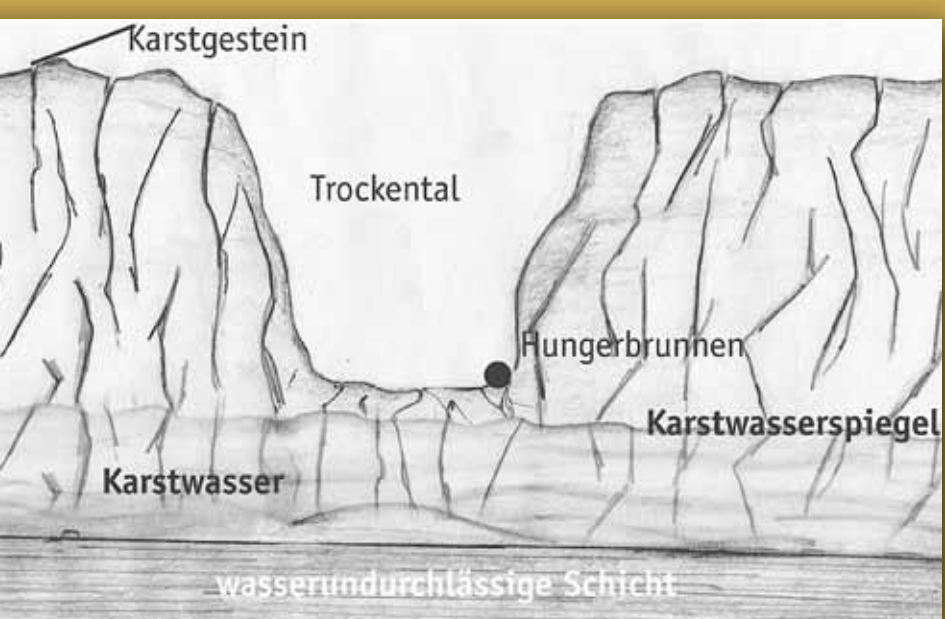 Karstgestein
Trockental
Hungerbrunnen
Karstwasserspiegel
Karstwasser
wasserundurchlässige Schicht